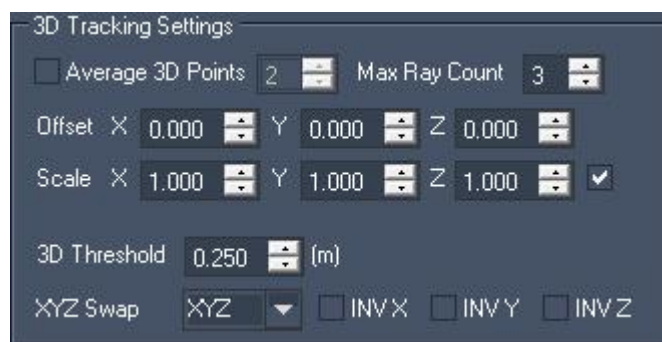 3D Tracking Settings
Average 3D Points 2 Max Ray Count 3
Offset X 0.000 Y 0.000 Z 0.000
Scale X 1.000 Y 1.000 Z 1.000
3D Threshold 0.250 (m)
XYZ Swap XYZ INV X INV Y INV Z